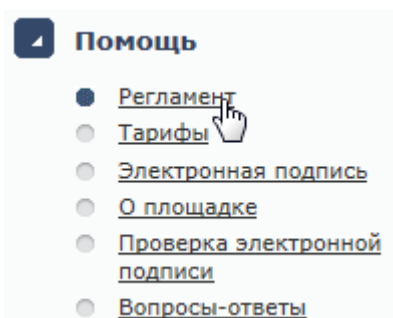 Помощь
Регламент
Тарифы
Электронная подпись
О площадке
Проверка электронной
подписи
Вопросы-ответы